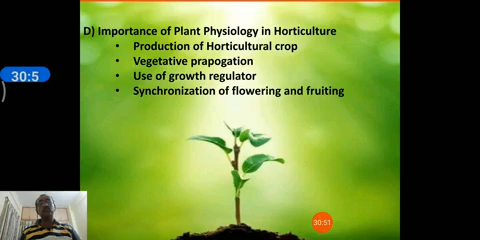 D) Importance of Plant Physiology in Horticulture
• Production of Horticultural crop
• Vegetative prapogation
• Use of growth regulator
• Synchronization of flowering and fruiting
30:5
30:51